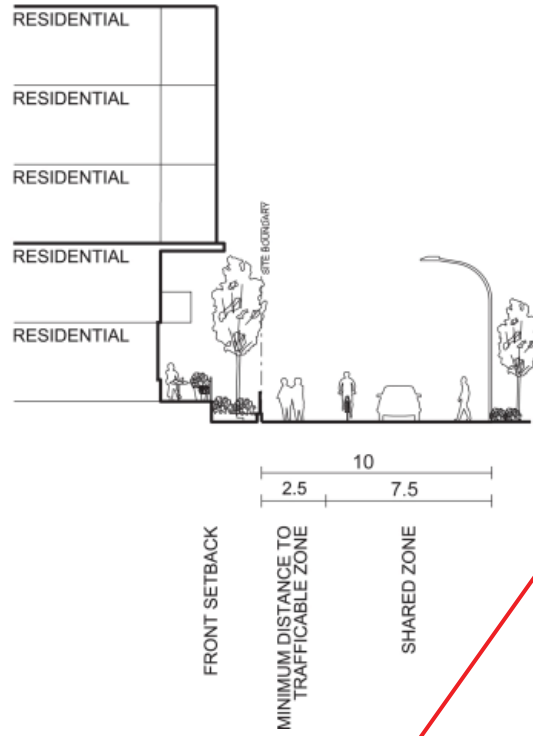 RESIDENTIAL
RESIDENTIAL
RESIDENTIAL
RESIDENTIAL
RESIDENTIAL
SITE BOUNDARY
10
2.5
7.5
FRONT SETBACK
MINIMUM DISTANCE TO
TRAFFICABLE ZONE
SHARED ZONE